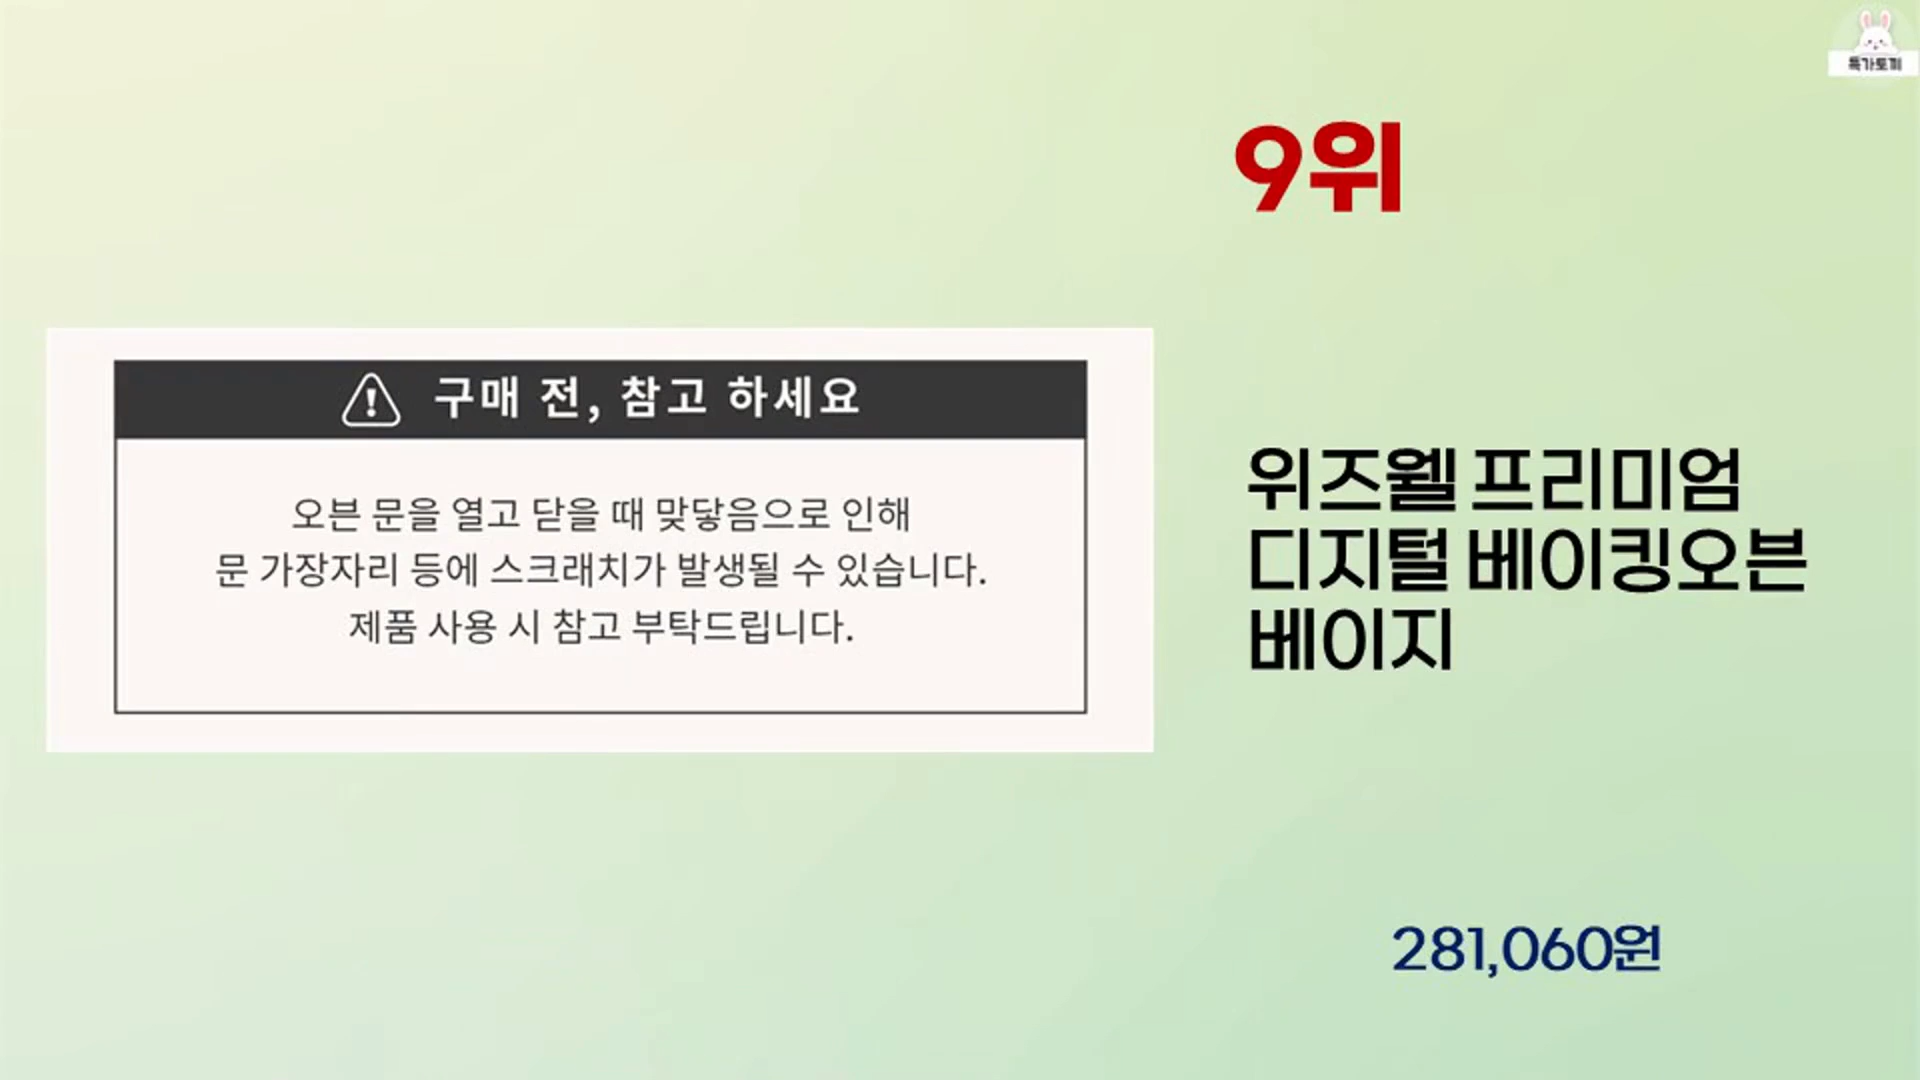 특가토끼
9위
구매 전, 참고 하세요
오븐 문을 열고 닫을 때 맞닿음으로 인해
문 가장자리 등에 스크래치가 발생될 수 있습니다.
제품 사용 시 참고 부탁드립니다.
위즈웰 프리미엄
디지털 베이킹오븐
베이지
281,060원